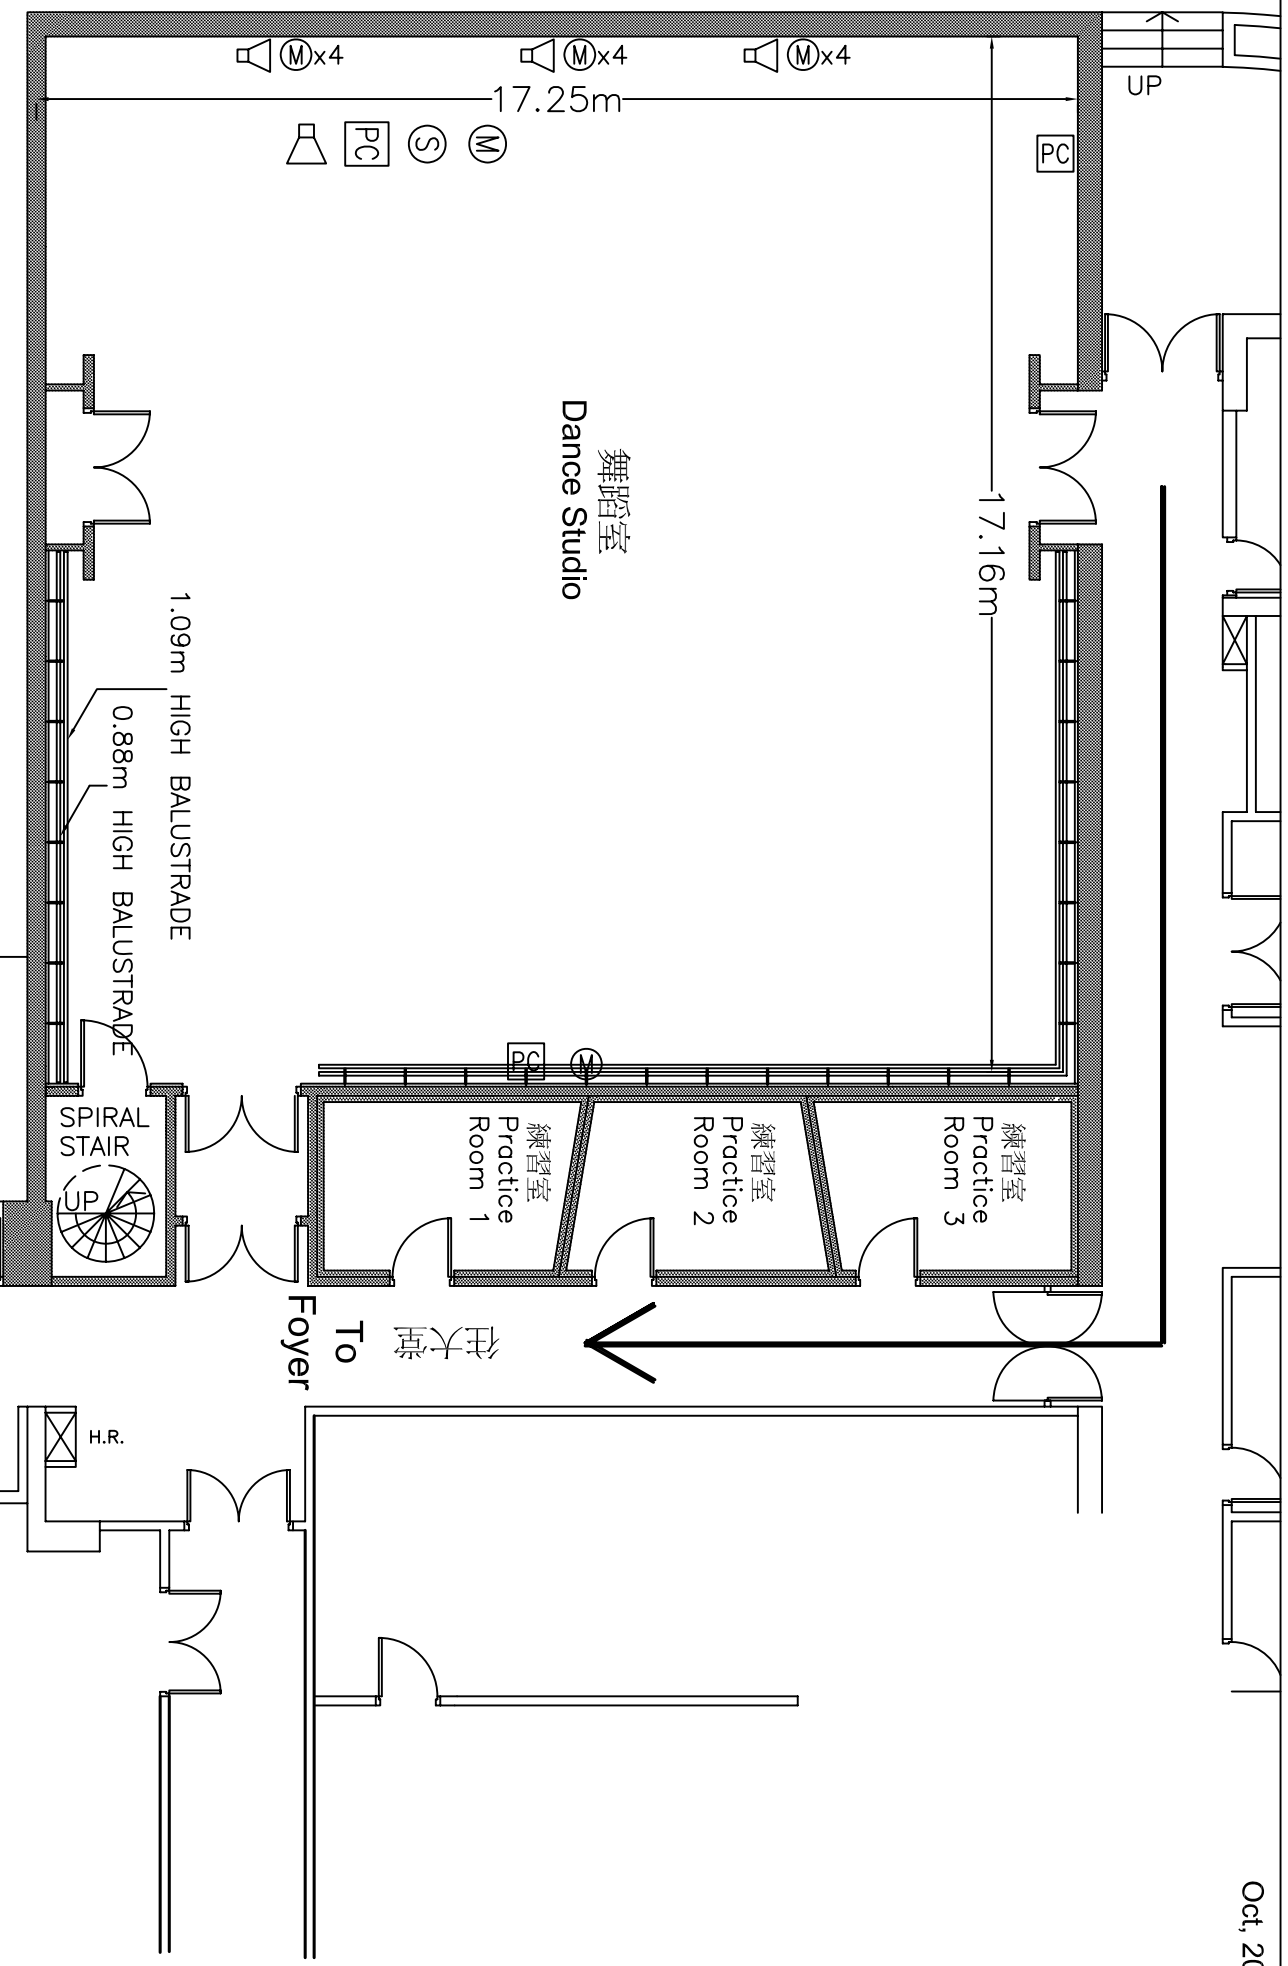 Ⓜx4
Ⓜx4
Ⓜx4
UP
17.25m
PC
PC
S
M
舞蹈室
Dance Studio
17.16m
1.09m HIGH BALUSTRADE
0.88m HIGH BALUSTRADE
PC
M
SPIRAL
STAIR
UP
練習室
Practice
Room 1
練習室
Practice
Room 2
練習室
Practice
Room 3
往大堂
To
Foyer
H.R.
Oct,